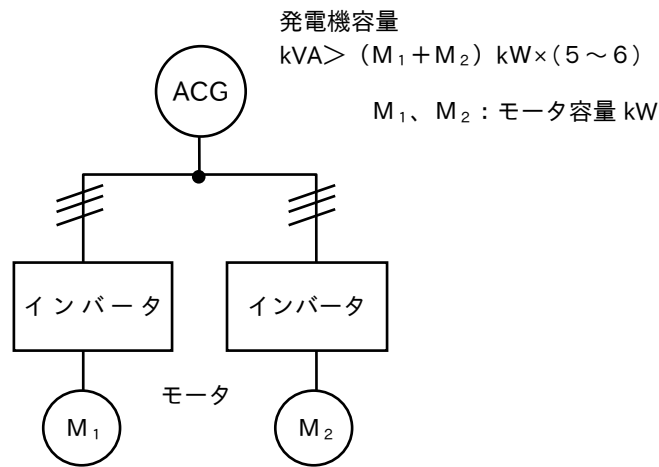 発電機容量
kVA＞（M₁＋M₂）kW×（5～6）
M₁、M₂：モータ容量 kW
ACG
インバータ
インバータ
モータ
M₁
M₂